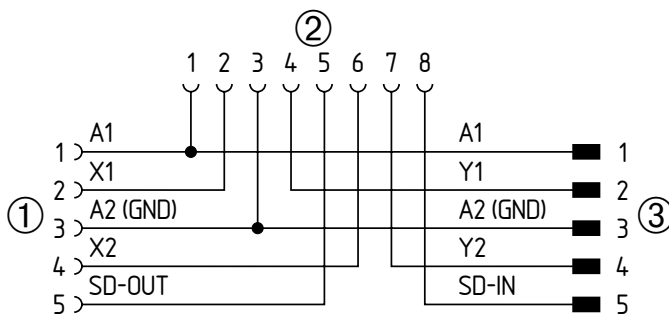 ②
1 2 3 4 5 6 7 8
1 A1 A1 1
2 X1 Y1 2
① 3 A2 (GND) A2 (GND) 3 ③
4 X2 Y2 4
5 SD-OUT SD-IN 5